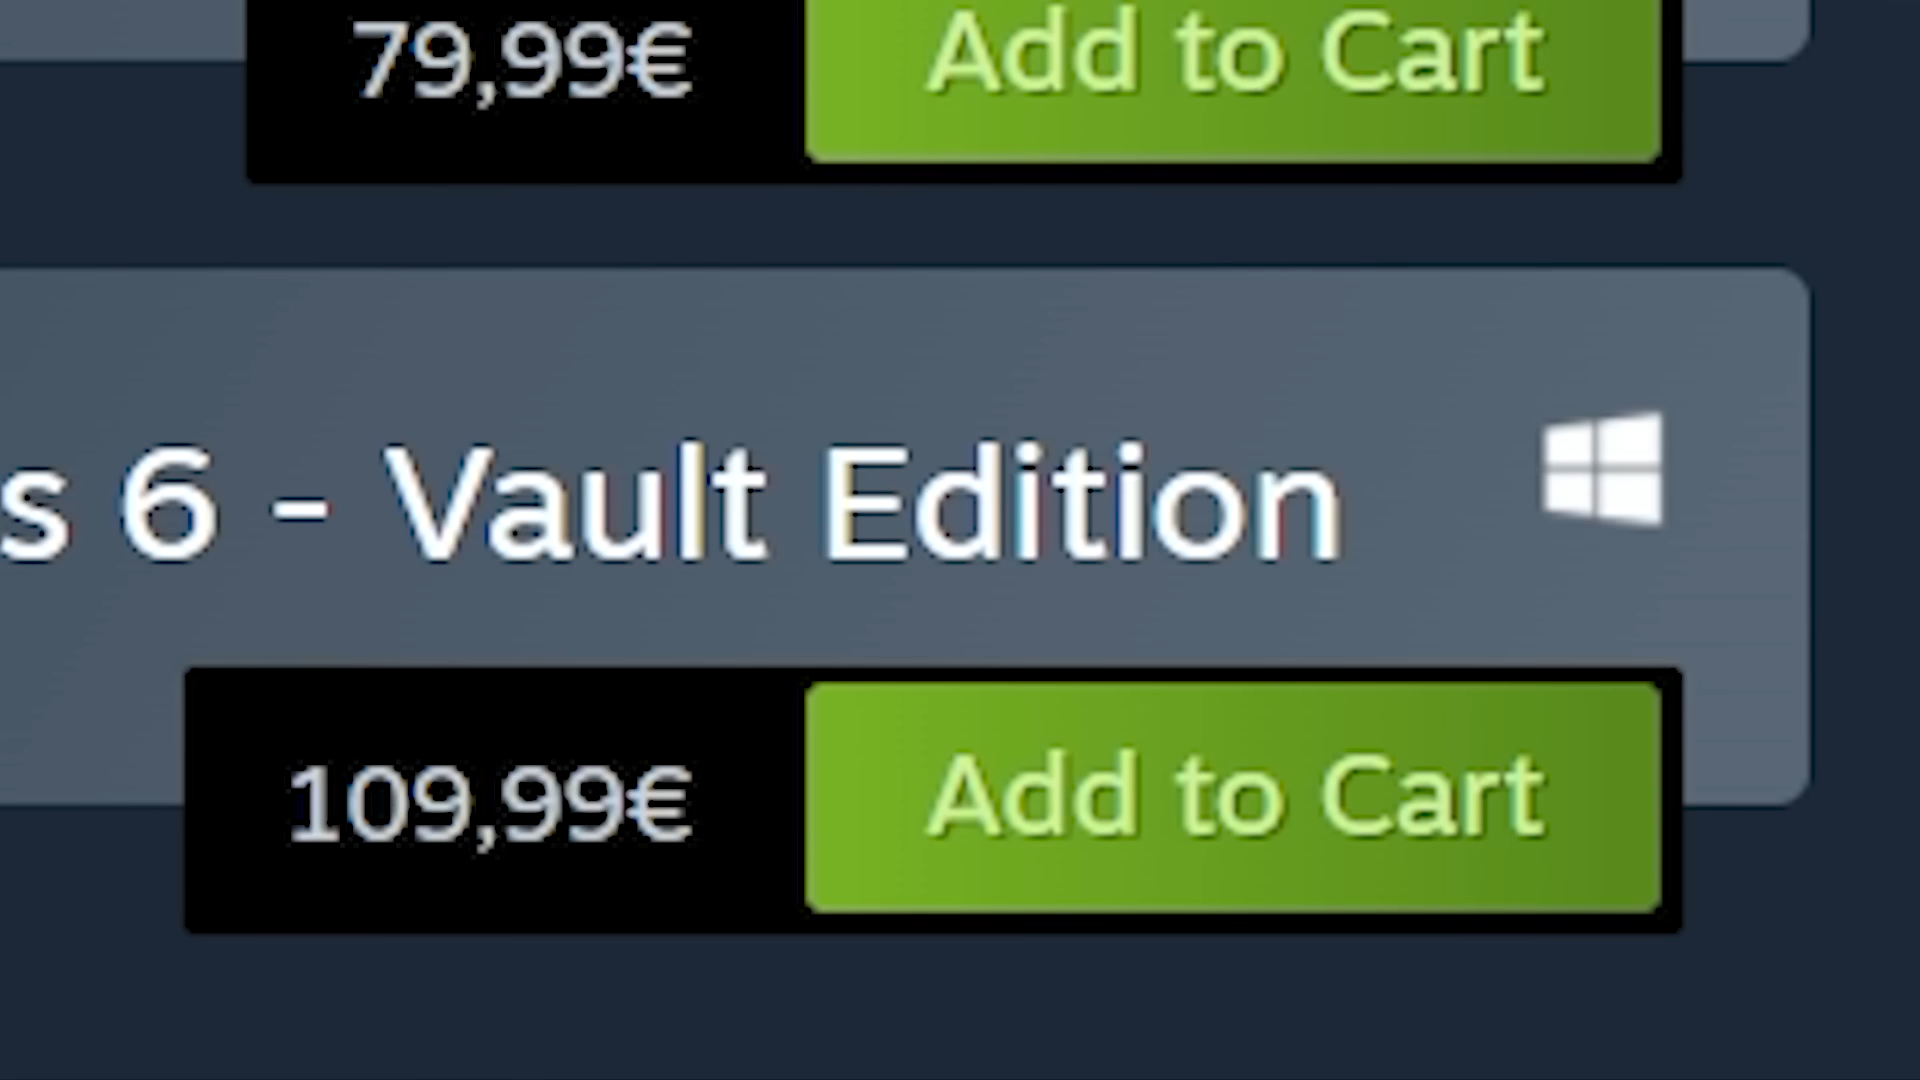 79,99€ Add to Cart
s 6 - Vault Edition
109,99€ Add to Cart